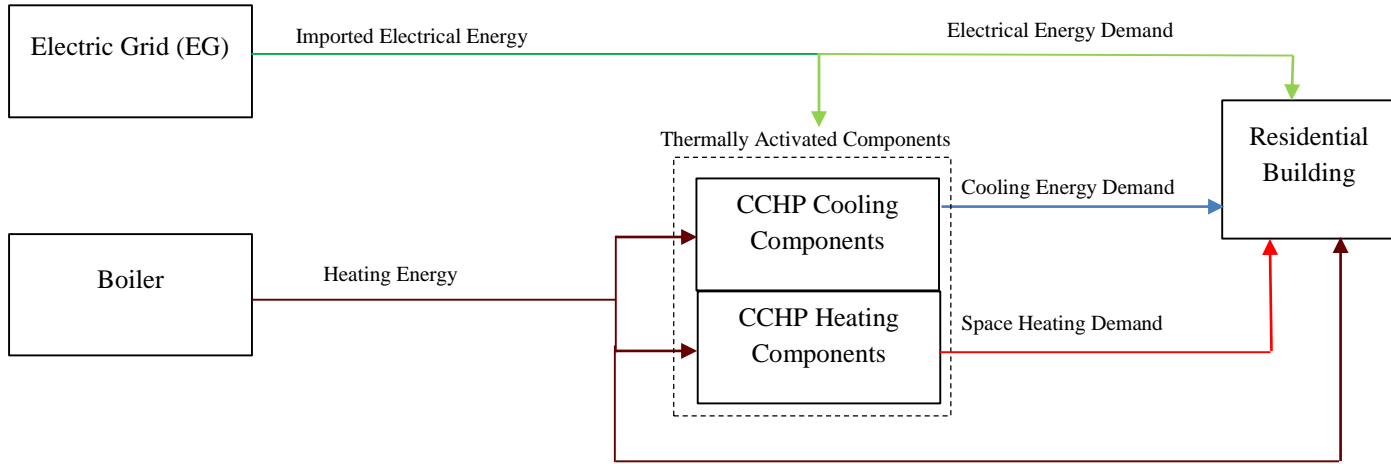 Electric Grid (EG)
Imported Electrical Energy
Electrical Energy Demand
Residential
Building
Thermally Activated Components
CCHP Cooling
Components
Cooling Energy Demand
Boiler
Heating Energy
CCHP Heating
Components
Space Heating Demand